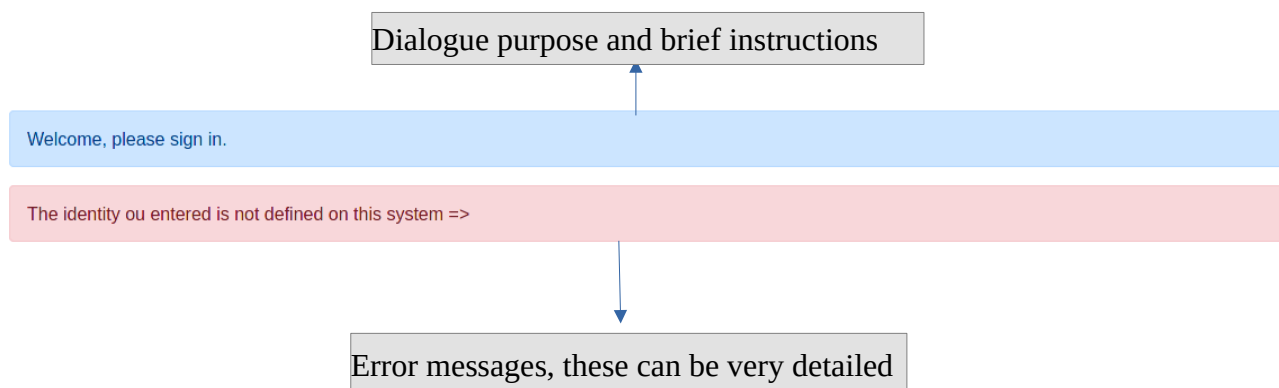 Dialogue purpose and brief instructions
Welcome, please sign in.
The identity ou entered is not defined on this system =>
Error messages, these can be very detailed